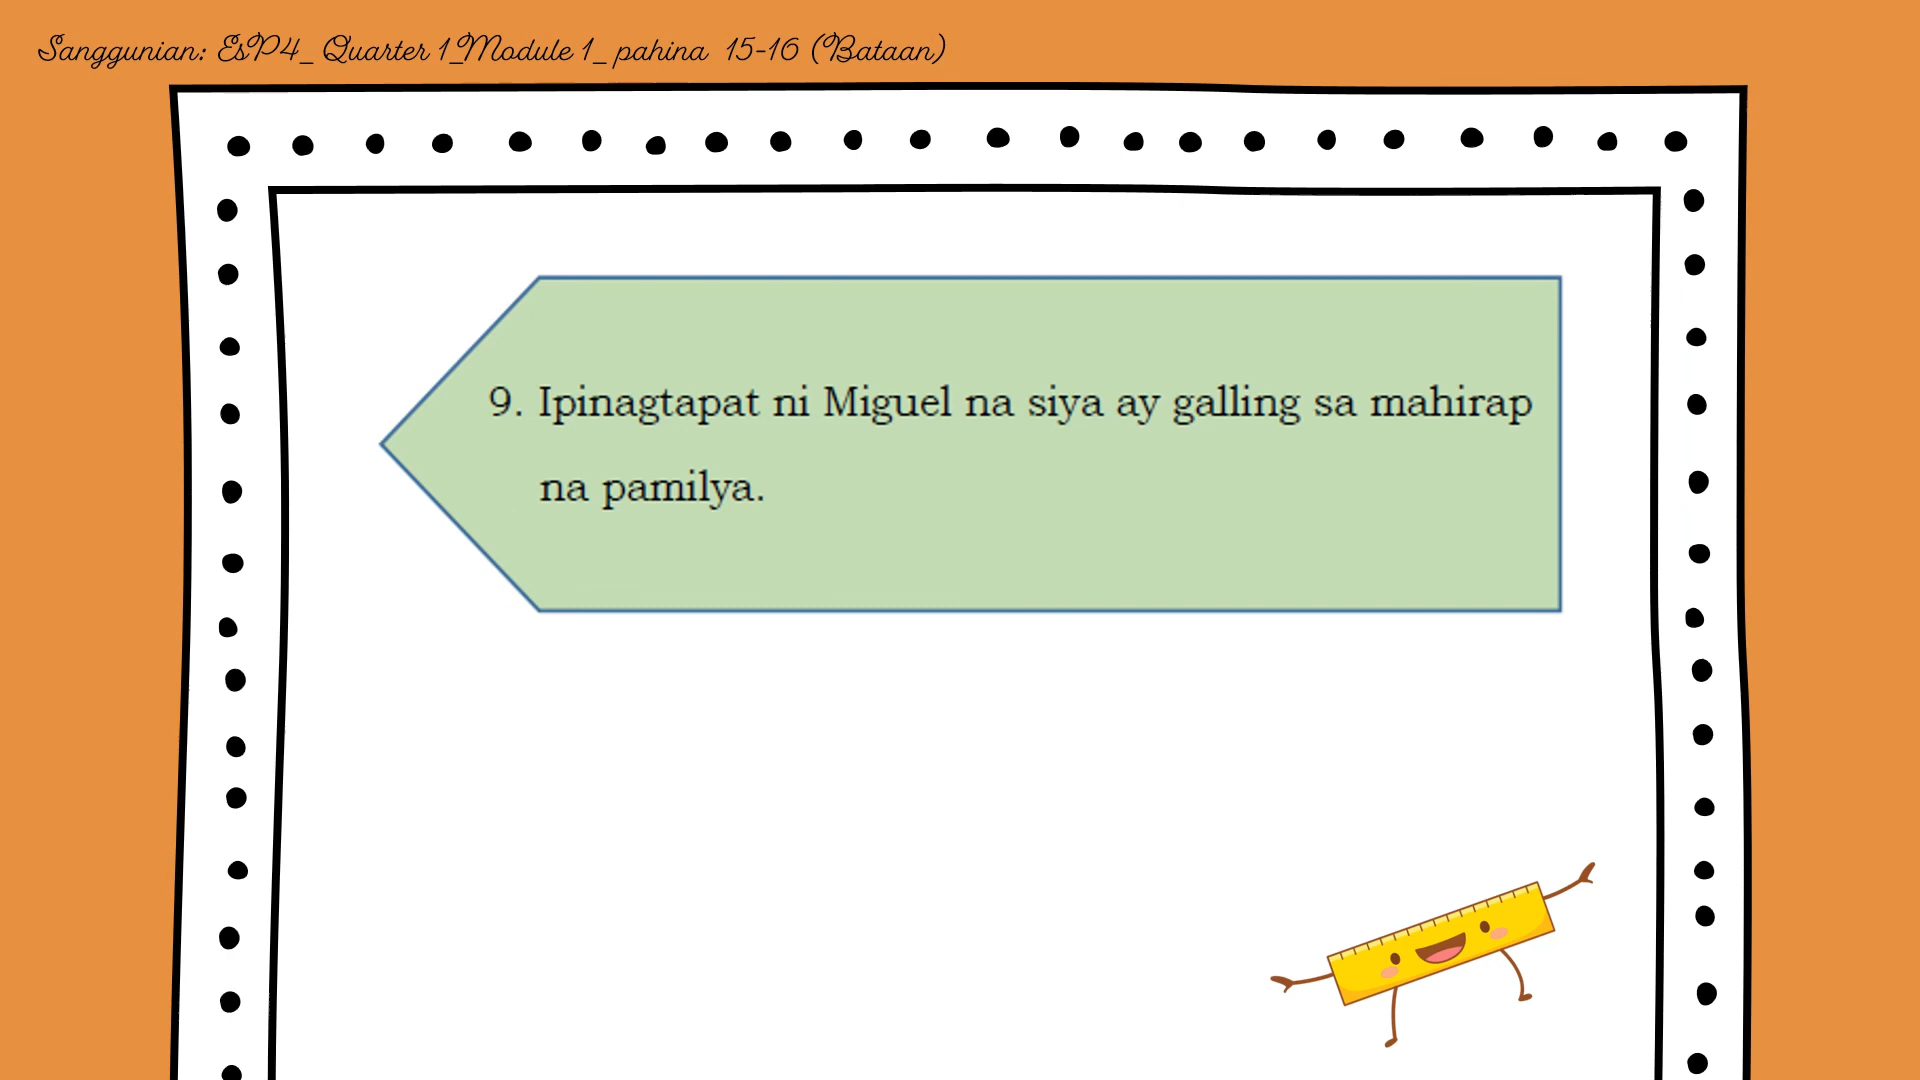 Sanggunian: EsP4_ Quarter 1_Module 1_ pahina 15-16 (Bataan)
9. Ipinagtapat ni Miguel na siya ay galling sa mahirap
na pamilya.